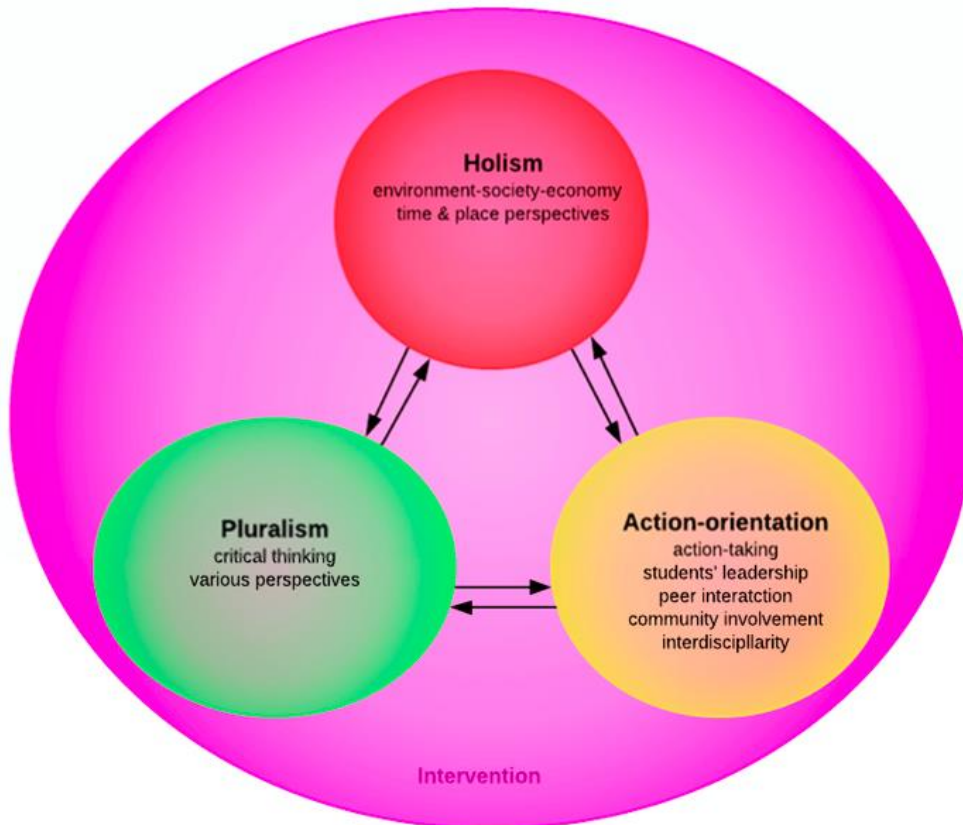 Holism
environment-society-economy
time & place perspectives
Pluralism
critical thinking
various perspectives
Action-orientation
action-taking
students' leadership
peer interatction
community involvement
interdiscipllarity
Intervention